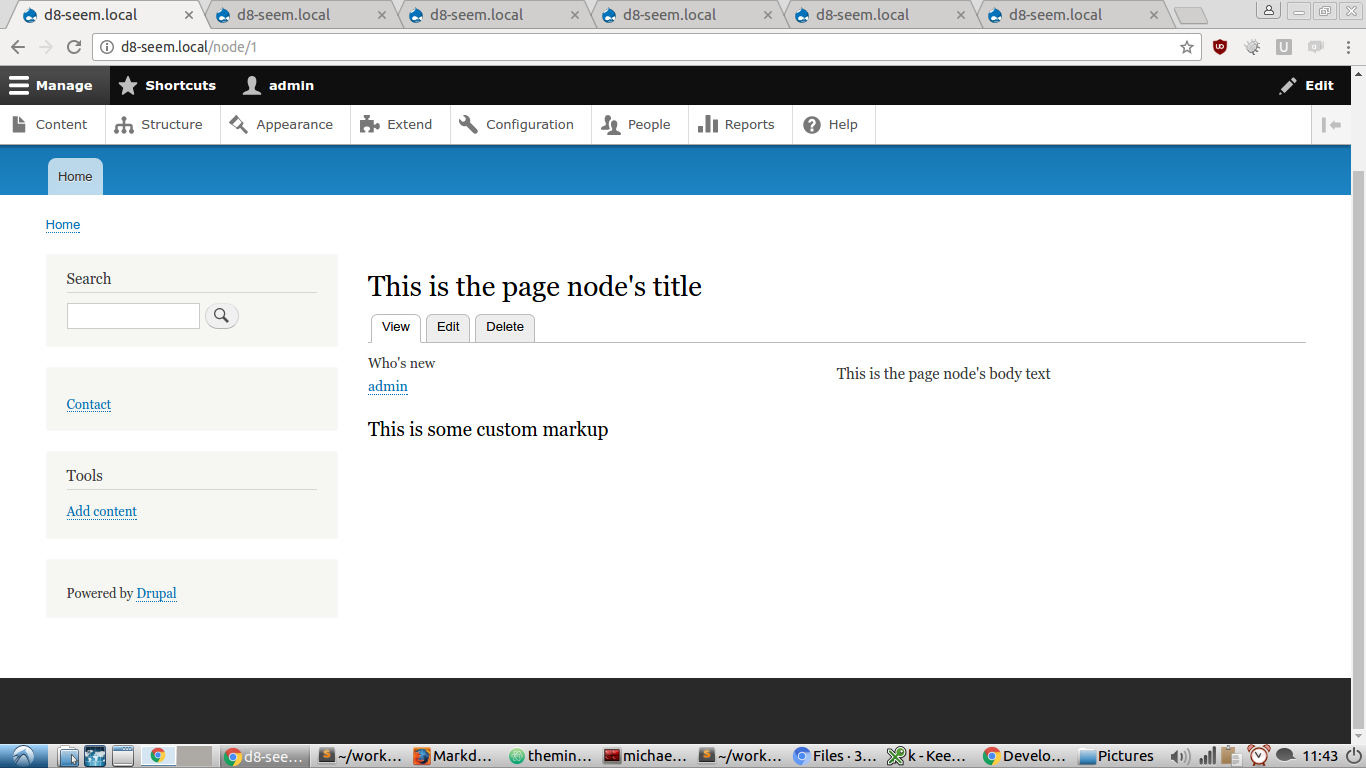 d8-seem.local d8-seem.local d8-seem.local d8-seem.local d8-seem.local d8-seem.local
d8-seem.local/node/1
Manage Shortcuts admin Edit
Content Structure Appearance Extend Configuration People Reports Help
Home
Home
Search
This is the page node's title
View Edit Delete
Who's new
This is the page node's body text
admin
Contact
This is some custom markup
Tools
Add content
Powered by Drupal
d8-see... ~/work... Markd... themin... michae... ~/work... Files · 3... k - Kee... Develo... Pictures 11:43